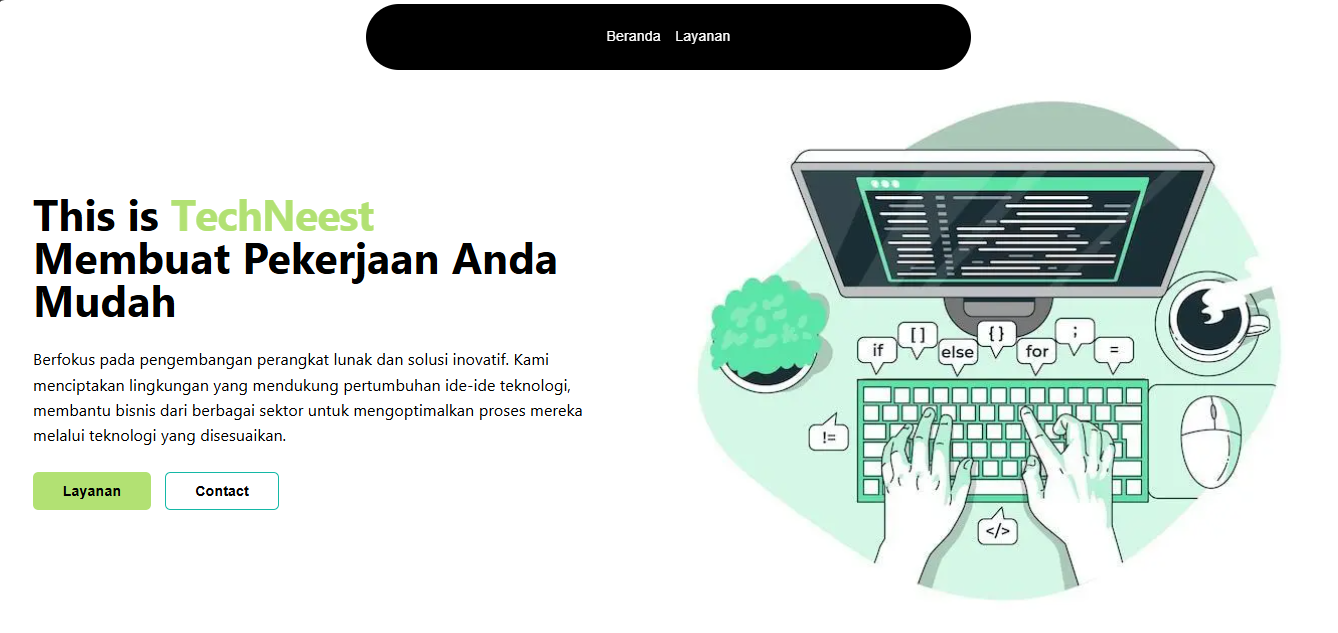 Beranda Layanan
This is TechNeest
Membuat Pekerjaan Anda
Mudah
Berfokus pada pengembangan perangkat lunak dan solusi inovatif. Kami
menciptakan lingkungan yang mendukung pertumbuhan ide-ide teknologi,
membantu bisnis dari berbagai sektor untuk mengoptimalkan proses mereka
melalui teknologi yang disesuaikan.
Layanan Contact
if [ ] else { } for ; =
!=
</>